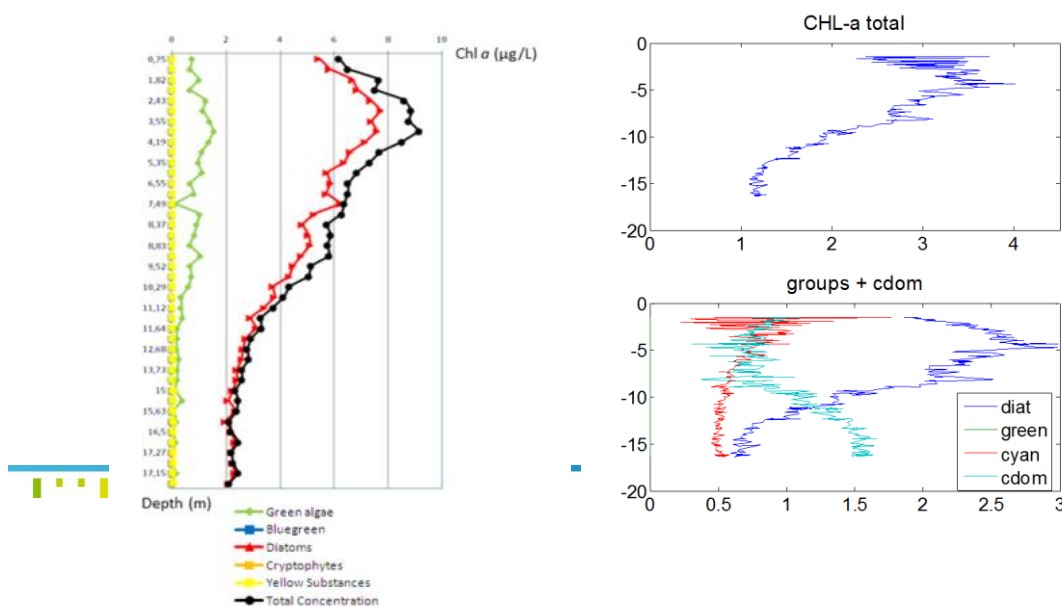 0 2 4 6 8 10
Chl a (µg/L)
0,75
1,82
2,43
3,55
4,19
5,35
6,55
7,49
8,37
8,83
9,52
10,29
11,12
11,64
12,68
13,73
15
15,63
16,5
17,27
17,15
Depth (m)
Green algae
Bluegreen
Diatoms
Cryptophytes
Yellow Substances
Total Concentration
CHL-a total
0
-5
-10
-15
-20
0 1 2 3 4
groups + cdom
0
-5
-10
-15
-20
0 0.5 1 1.5 2 2.5 3
diat
green
cyan
cdom